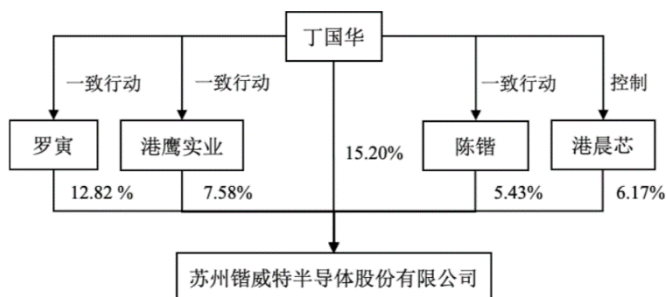 丁国华
一致行动
一致行动
一致行动
控制
罗寅
港鹰实业
陈锴
港晨芯
15.20%
12.82 %
7.58%
5.43%
6.17%
苏州锴威特半导体股份有限公司